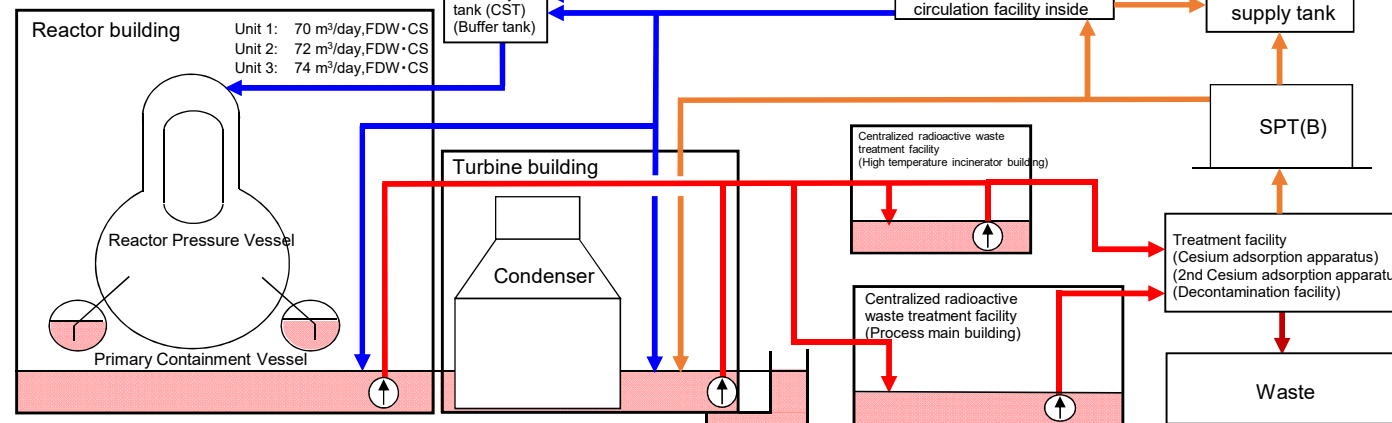 Reactor building
Unit 1: 70 m³/day,FDW・CS
Unit 2: 72 m³/day,FDW・CS
Unit 3: 74 m³/day,FDW・CS
tank (CST)
(Buffer tank)
circulation facility inside
supply tank
SPT(B)
Centralized radioactive waste
treatment facility
(High temperature incinerator building)
Turbine building
Reactor Pressure Vessel
Condenser
Treatment facility
(Cesium adsorption apparatus)
(2nd Cesium adsorption apparatu
(Decontamination facility)
Centralized radioactive
waste treatment facility
(Process main building)
Primary Containment Vessel
Waste